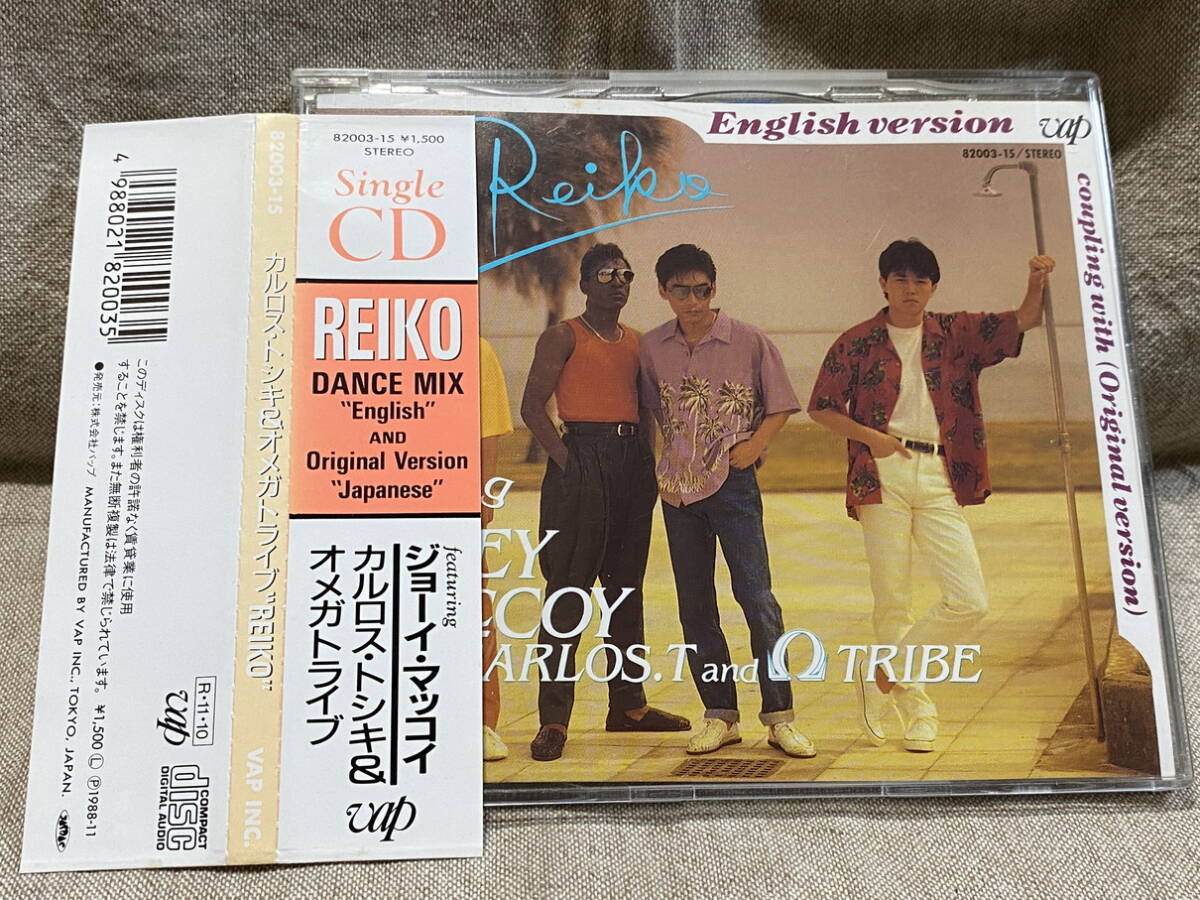 4 988021 820035
このディスクは権利者の許諾なく賃貸業に使用
することを禁じます。また無断複製は法律で禁じられています。 ¥1,500 Ⓛ Ⓟ1988-11
●発売元:株式会社バップ MANUFACTURED BY VAP INC., TOKYO, JAPAN.
R・11・10
vap
COMPACT
disc
DIGITAL AUDIO
82003-15 カルロス・トシキ&オメガトライブ "REIKO" VAP INC.
82003-15 ¥1,500
STEREO
Single
CD
REIKO
DANCE MIX
"English"
AND
Original Version
"Japanese"
featuring
ジョーイ・マッコイ
カルロス・トシキ&
オメガトライブ
vap
English version
vap
82003-15/STEREO
coupling with (Original version)
Reiko
g
EY
CCOY
ARLOS.T and Ω TRIBE